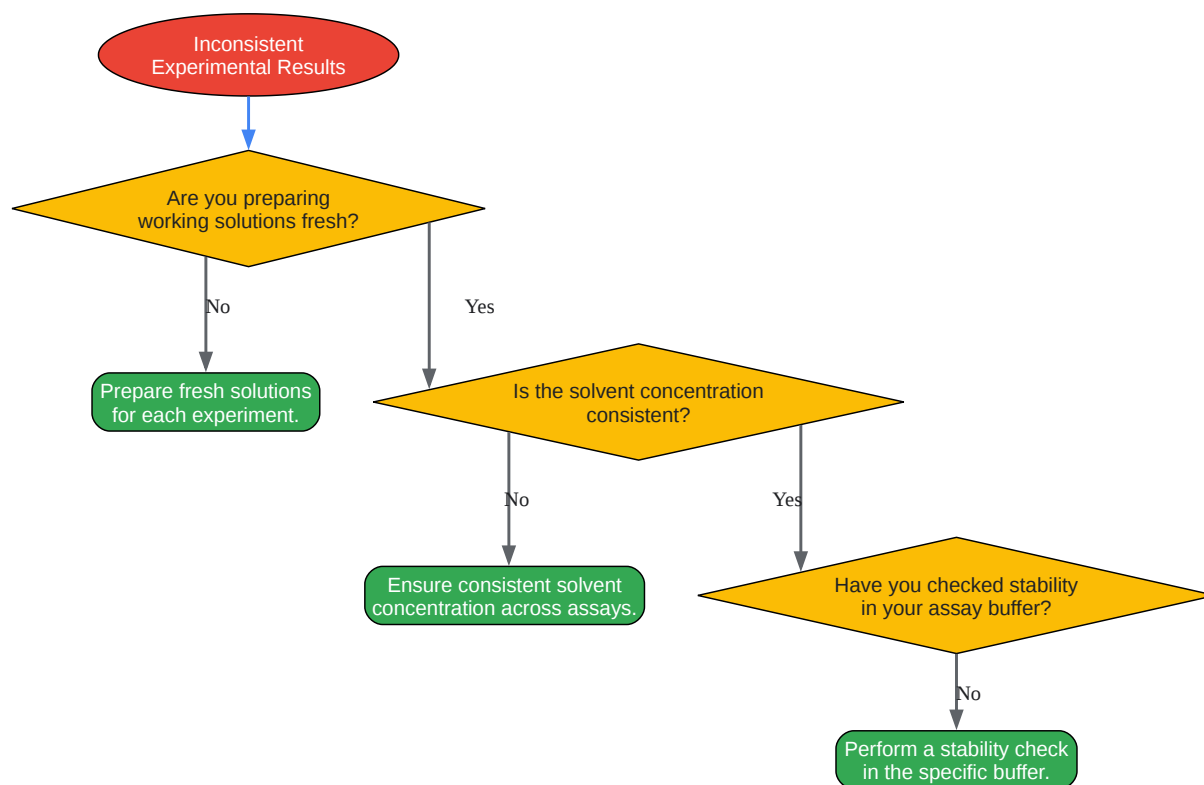 Inconsistent
Experimental Results
Are you preparing
working solutions fresh?
No
Yes
Prepare fresh solutions
for each experiment.
Is the solvent concentration
consistent?
No
Yes
Ensure consistent solvent
concentration across assays.
Have you checked stability
in your assay buffer?
No
Perform a stability check
in the specific buffer.